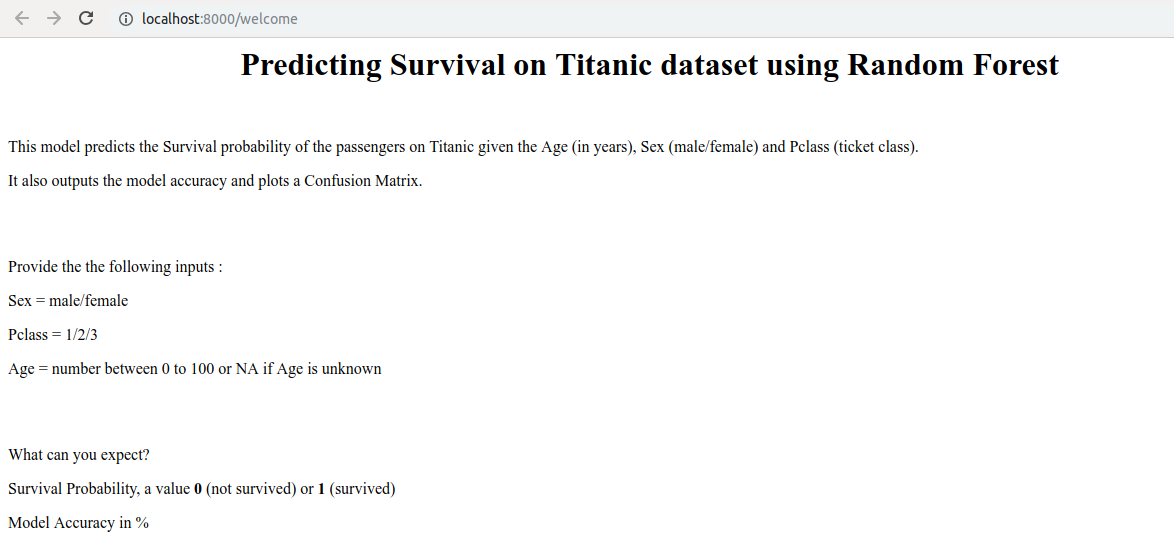 localhost:8000/welcome
Predicting Survival on Titanic dataset using Random Forest
This model predicts the Survival probability of the passengers on Titanic given the Age (in years), Sex (male/female) and Pclass (ticket class).
It also outputs the model accuracy and plots a Confusion Matrix.
Provide the the following inputs :
Sex = male/female
Pclass = 1/2/3
Age = number between 0 to 100 or NA if Age is unknown
What can you expect?
Survival Probability, a value 0 (not survived) or 1 (survived)
Model Accuracy in %